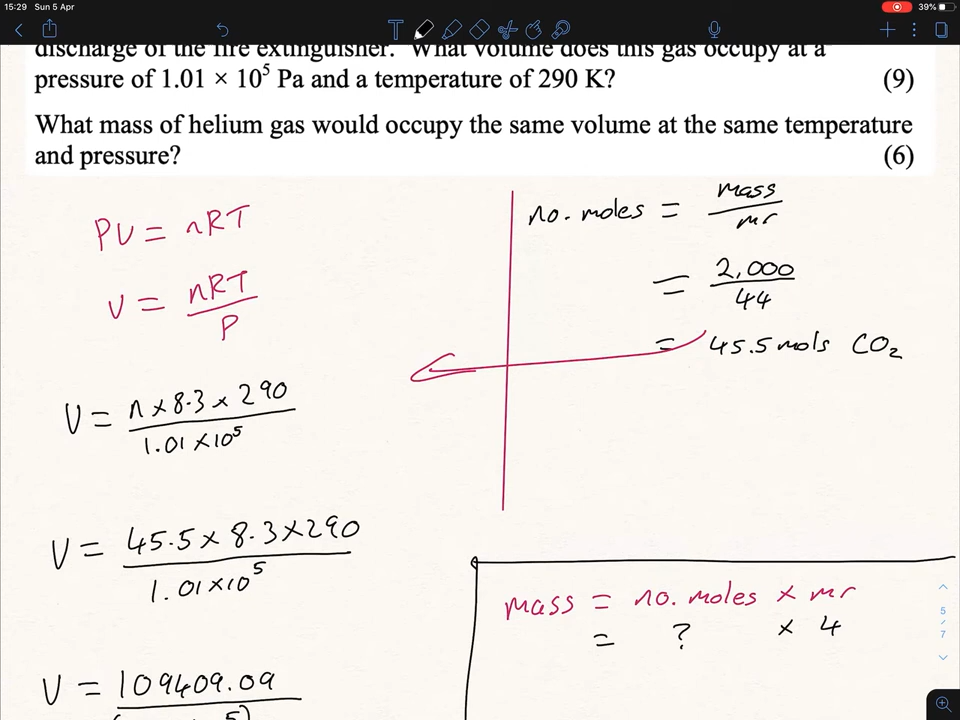 15:29 Sun 5 Apr
39%
discharge of the fire extinguisher. What volume does this gas occupy at a
pressure of 1.01 × 10⁵ Pa and a temperature of 290 K? (9)
What mass of helium gas would occupy the same volume at the same temperature
and pressure? (6)
PV = nRT
V = nRT / P
V = n × 8.3 × 290 / 1.01 × 10⁵
V = 45.5 × 8.3 × 290 / 1.01 × 10⁵
V = 109409.09
no. moles = mass / mr
= 2,000 / 44
= 45.5 mols CO₂
mass = no. moles × mr
= ? × 4
5
/
7